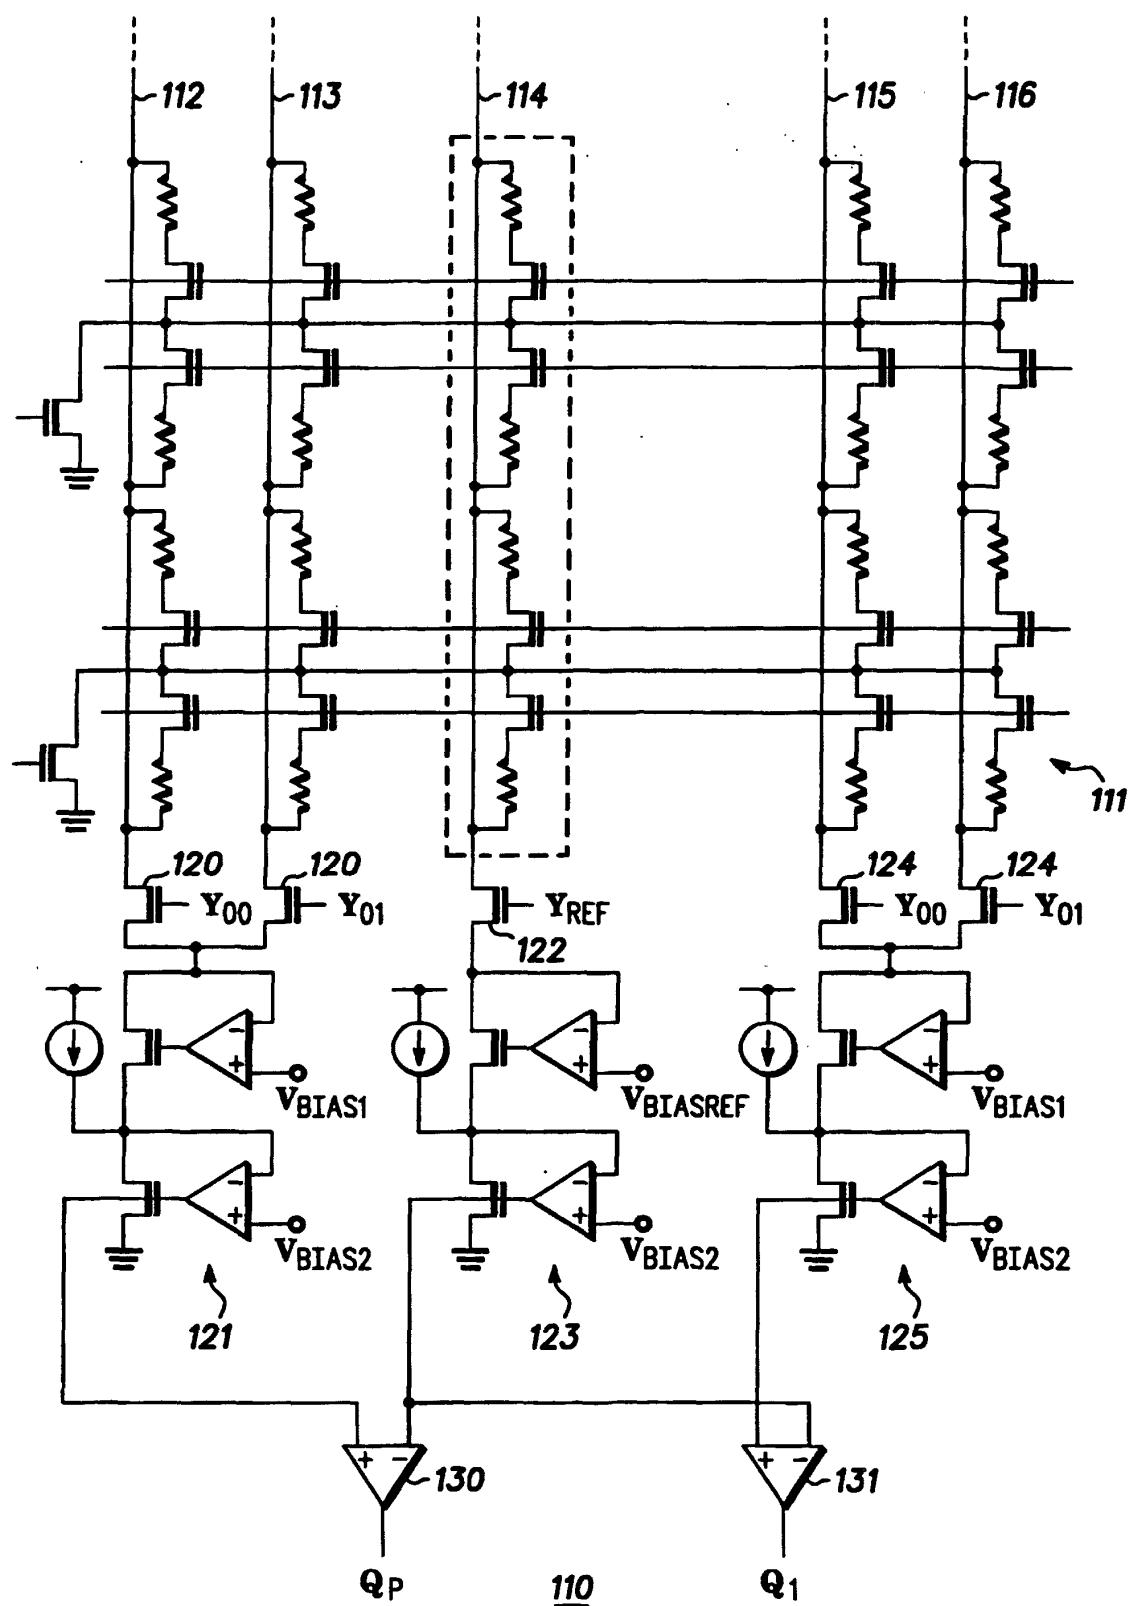 112 113 114 115 116
111
120 120 124 124
Y00 Y01 YREF Y00 Y01
122
− − −
+ + +
VBIAS1 VBIASREF VBIAS1
− − −
+ + +
VBIAS2 VBIAS2 VBIAS2
121 123 125
+ − + −
130 131
QP 110 Q1